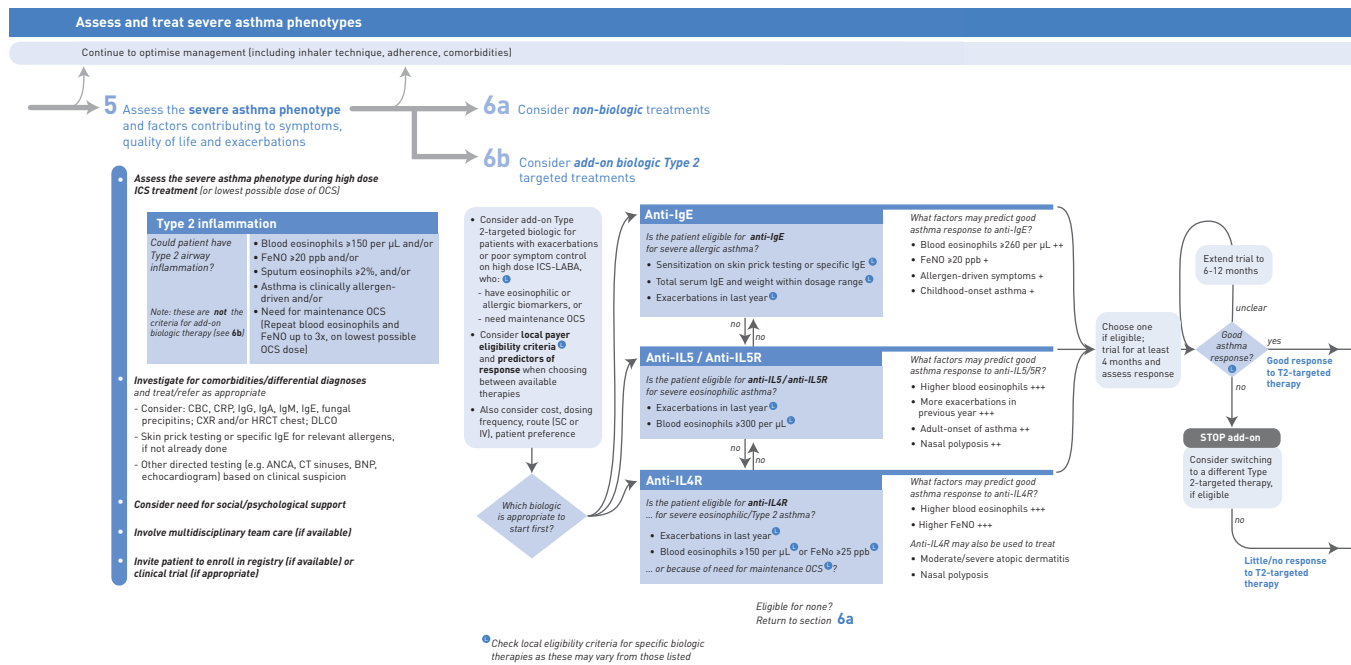 Assess and treat severe asthma phenotypes
Continue to optimise management (including inhaler technique, adherence, comorbidities)
5 Assess the severe asthma phenotype
and factors contributing to symptoms,
quality of life and exacerbations
6a Consider non-biologic treatments
6b Consider add-on biologic Type 2
targeted treatments
• Assess the severe asthma phenotype during high dose
ICS treatment (or lowest possible dose of OCS)
Type 2 inflammation
Could patient have
Type 2 airway
inflammation?
Note: these are not the
criteria for add-on
biologic therapy (see 6b)
• Blood eosinophils ≥150 per μL and/or
• FeNO ≥20 ppb and/or
• Sputum eosinophils ≥2%, and/or
• Asthma is clinically allergen-
driven and/or
• Need for maintenance OCS
(Repeat blood eosinophils and
FeNO up to 3x, on lowest possible
OCS dose)
• Investigate for comorbidities/differential diagnoses
and treat/refer as appropriate
- Consider: CBC, CRP, IgG, IgA, IgM, IgE, fungal
precipitins; CXR and/or HRCT chest; DLCO
- Skin prick testing or specific IgE for relevant allergens,
if not already done
- Other directed testing (e.g. ANCA, CT sinuses, BNP,
echocardiogram) based on clinical suspicion
• Consider need for social/psychological support
• Involve multidisciplinary team care (if available)
• Invite patient to enroll in registry (if available) or
clinical trial (if appropriate)
• Consider add-on Type
2-targeted biologic for
patients with exacerbations
or poor symptom control
on high dose ICS-LABA,
who: L
- have eosinophilic or
allergic biomarkers, or
- need maintenance OCS
• Consider local payer
eligibility criteria L
and predictors of
response when choosing
between available
therapies
• Also consider cost, dosing
frequency, route (SC or
IV), patient preference
Which biologic
is appropriate to
start first?
Anti-IgE
Is the patient eligible for anti-IgE
for severe allergic asthma?
• Sensitization on skin prick testing or specific IgE L
• Total serum IgE and weight within dosage range L
• Exacerbations in last year L
What factors may predict good
asthma response to anti-IgE?
• Blood eosinophils ≥260 per μL ++
• FeNO ≥20 ppb +
• Allergen-driven symptoms +
• Childhood-onset asthma +
no
no
Anti-IL5 / Anti-IL5R
Is the patient eligible for anti-IL5 / anti-IL5R
for severe eosinophilic asthma?
• Exacerbations in last year L
• Blood eosinophils ≥300 per μL L
What factors may predict good
asthma response to anti-IL5/5R?
• Higher blood eosinophils +++
• More exacerbations in
previous year +++
• Adult-onset of asthma ++
• Nasal polyposis ++
no
no
Anti-IL4R
Is the patient eligible for anti-IL4R
... for severe eosinophilic/Type 2 asthma?
• Exacerbations in last year L
• Blood eosinophils ≥150 per μL L or FeNo ≥25 ppb L
... or because of need for maintenance OCS L ?
What factors may predict good
asthma response to anti-IL4R?
• Higher blood eosinophils +++
• Higher FeNO +++
Anti-IL4R may also be used to treat
• Moderate/severe atopic dermatitis
• Nasal polyposis
Eligible for none?
Return to section 6a
L Check local eligibility criteria for specific biologic
therapies as these may vary from those listed
Choose one
if eligible;
trial for at least
4 months and
assess response
Extend trial to
6-12 months
unclear
Good
asthma
response?
L
yes
Good response
to T2-targeted
therapy
no
STOP add-on
Consider switching
to a different Type
2-targeted therapy,
if eligible
no
Little/no response
to T2-targeted
therapy